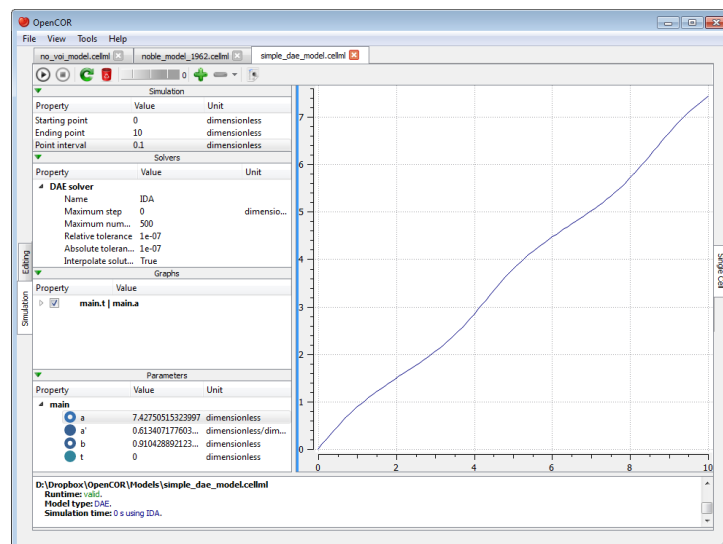 OpenCOR
File View Tools Help
no_voi_model.cellml noble_model_1962.cellml simple_dae_model.cellml
0
Simulation
Property Value Unit
Starting point 0 dimensionless
Ending point 10 dimensionless
Point interval 0.1 dimensionless
Solvers
Property Value Unit
DAE solver
Name IDA
Maximum step 0 dimensio...
Maximum num... 500
Relative tolerance 1e-07
Absolute toleran... 1e-07
Interpolate solut... True
Graphs
Property Value
main.t | main.a
Parameters
Property Value Unit
main
a 7.42750515323997 dimensionless
a' 0.613407177603... dimensionless/dim...
b 0.910428892123... dimensionless
t 0 dimensionless
Editing
Simulation
7
6
5
4
3
2
1
0
0 2 4 6 8 10
Single Cell
D:\Dropbox\OpenCOR\Models\simple_dae_model.cellml
Runtime: valid.
Model type: DAE.
Simulation time: 0 s using IDA.